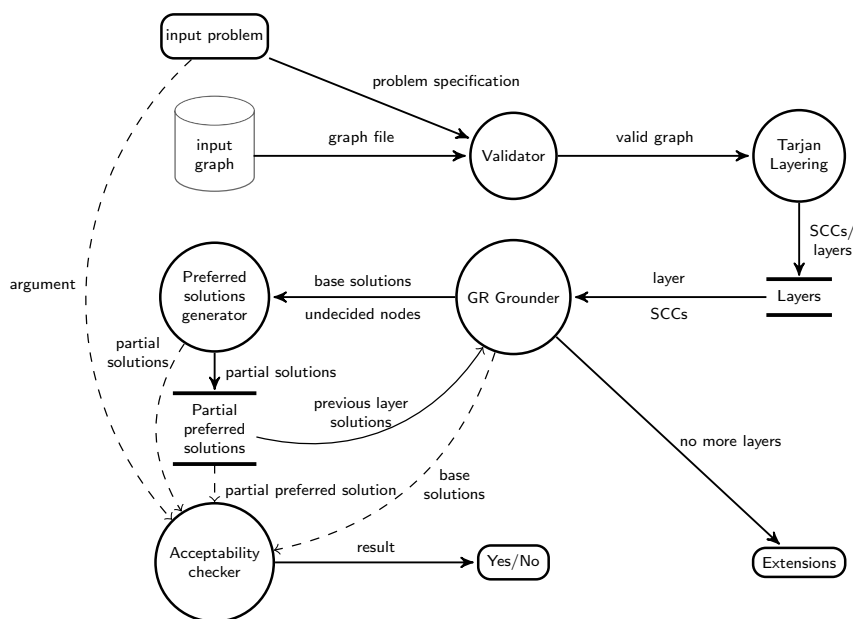 input problem
problem specification
input
graph
graph file
Validator
valid graph
Tarjan
Layering
SCCs/
layers
argument
Preferred
solutions
generator
base solutions
undecided nodes
GR Grounder
layer
SCCs
Layers
partial
solutions
partial solutions
Partial
preferred
solutions
previous layer
solutions
no more layers
partial preferred solution
base
solutions
Acceptability
checker
result
Yes/No
Extensions